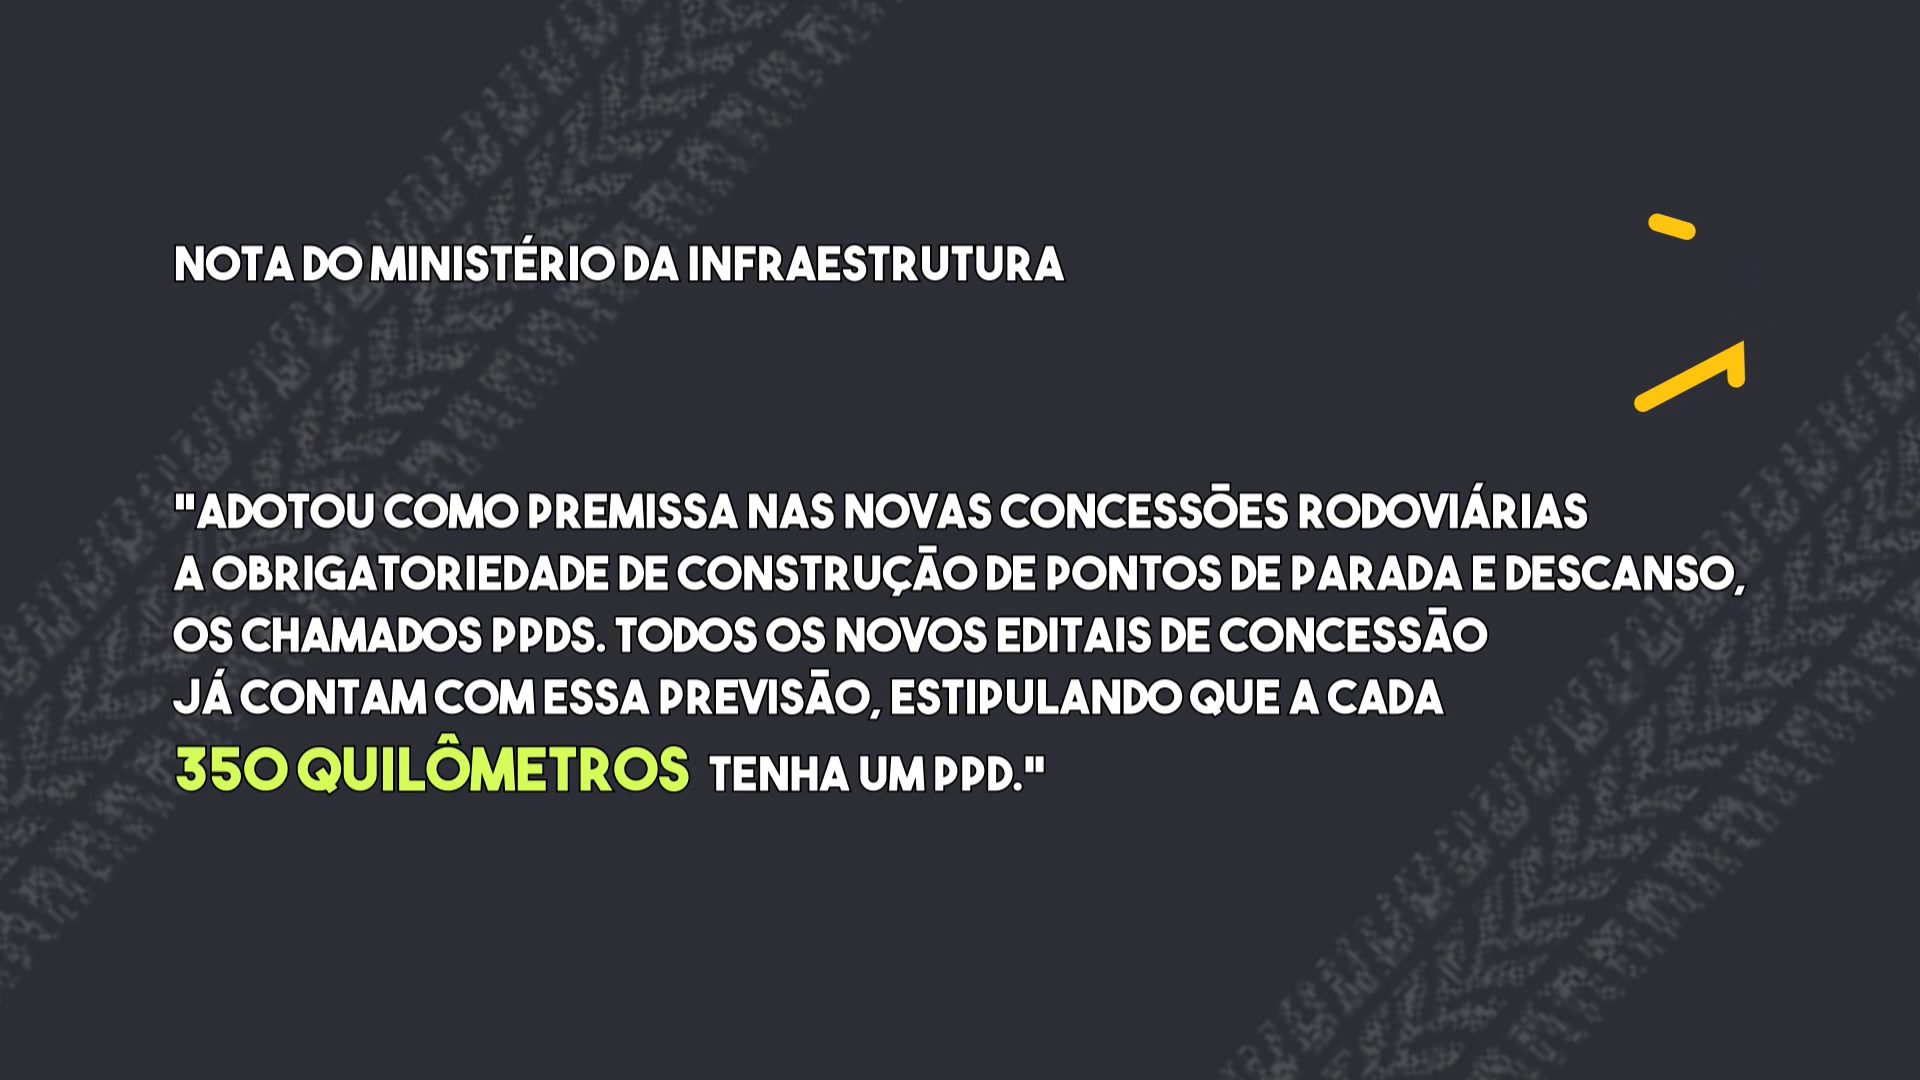 NOTA DO MINISTÉRIO DA INFRAESTRUTURA
"ADOTOU COMO PREMISSA NAS NOVAS CONCESSÕES RODOVIÁRIAS
A OBRIGATORIEDADE DE CONSTRUÇÃO DE PONTOS DE PARADA E DESCANSO,
OS CHAMADOS PPDS. TODOS OS NOVOS EDITAIS DE CONCESSÃO
JÁ CONTAM COM ESSA PREVISÃO, ESTIPULANDO QUE A CADA
350 QUILÔMETROS TENHA UM PPD."